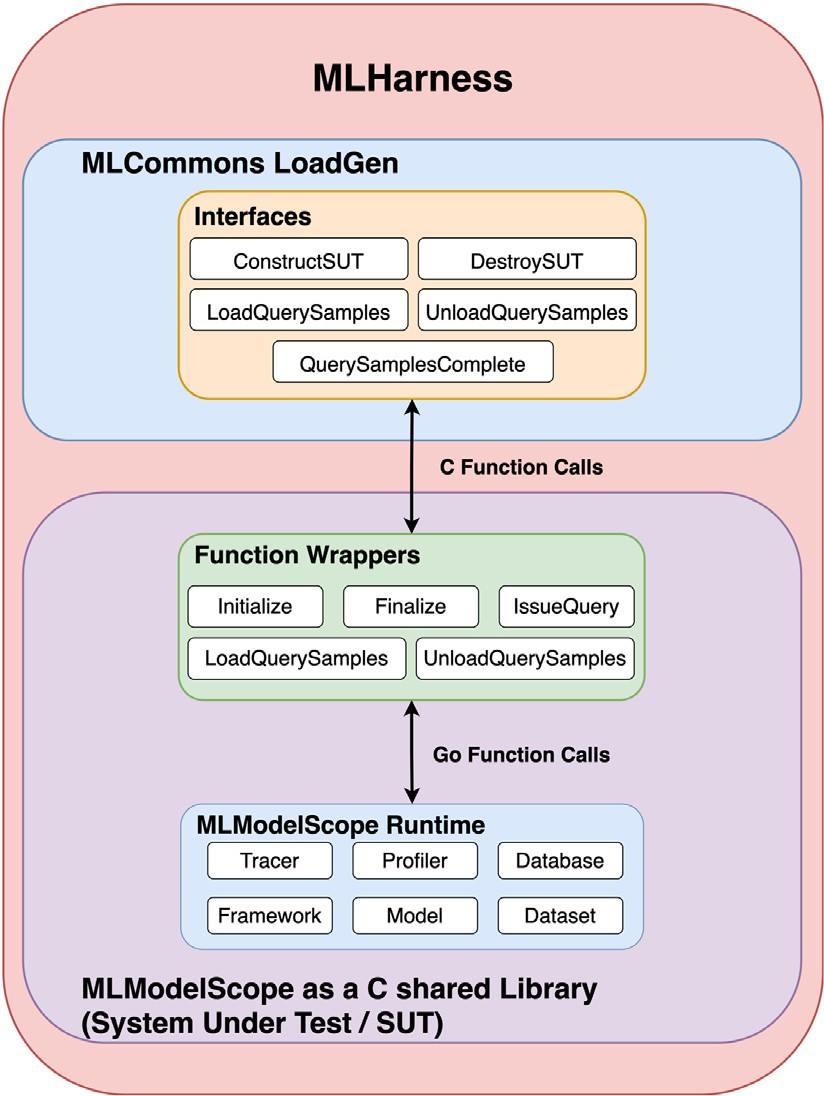 MLHarness
MLCommons LoadGen
Interfaces
ConstructSUT
DestroySUT
LoadQuerySamples
UnloadQuerySamples
QuerySamplesComplete
C Function Calls
Function Wrappers
Initialize
Finalize
IssueQuery
LoadQuerySamples
UnloadQuerySamples
Go Function Calls
MLModelScope Runtime
Tracer
Profiler
Database
Framework
Model
Dataset
MLModelScope as a C shared Library
(System Under Test / SUT)